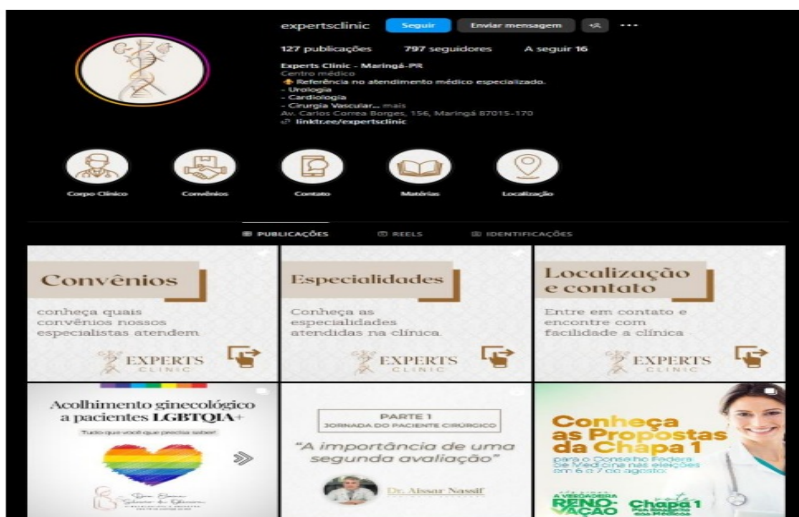 expertsclinic Seguir Enviar mensagem
127 publicações 797 seguidores A seguir 16
Experts Clinic - Maringá-PR
Centro médico
Referência no atendimento médico especializado.
- Urologia
- Cardiologia
- Cirurgia Vascular... mais
Av. Carlos Correa Borges, 156, Maringá 87015-170
linktr.ee/expertsclinic
Corpo Clínico Convênios Contato Matérias Localização
PUBLICAÇÕES REELS IDENTIFICAÇÕES
Convênios
conheça quais
convênios nossos
especialistas atendem
EXPERTS
CLINIC
Especialidades
Conheça as
especialidades
atendidas na clínica.
EXPERTS
CLINIC
Localização
e contato
Entre em contato e
encontre com
facilidade a clínica
EXPERTS
CLINIC
Acolhimento ginecológico
a pacientes LGBTQIA+
Tudo que você precisa saber!
PARTE 1
JORNADA DO PACIENTE CIRÚRGICO
"A importância de uma
segunda avaliação"
Dr. Aissar Nassif
Conheça
as Propostas
da Chapa 1
para o Conselho Federal
de Medicina nas eleições
em 6 a 7 de agosto!
A VERDADEIRA
RENO-
VAÇÃO
vote
Chapa 1